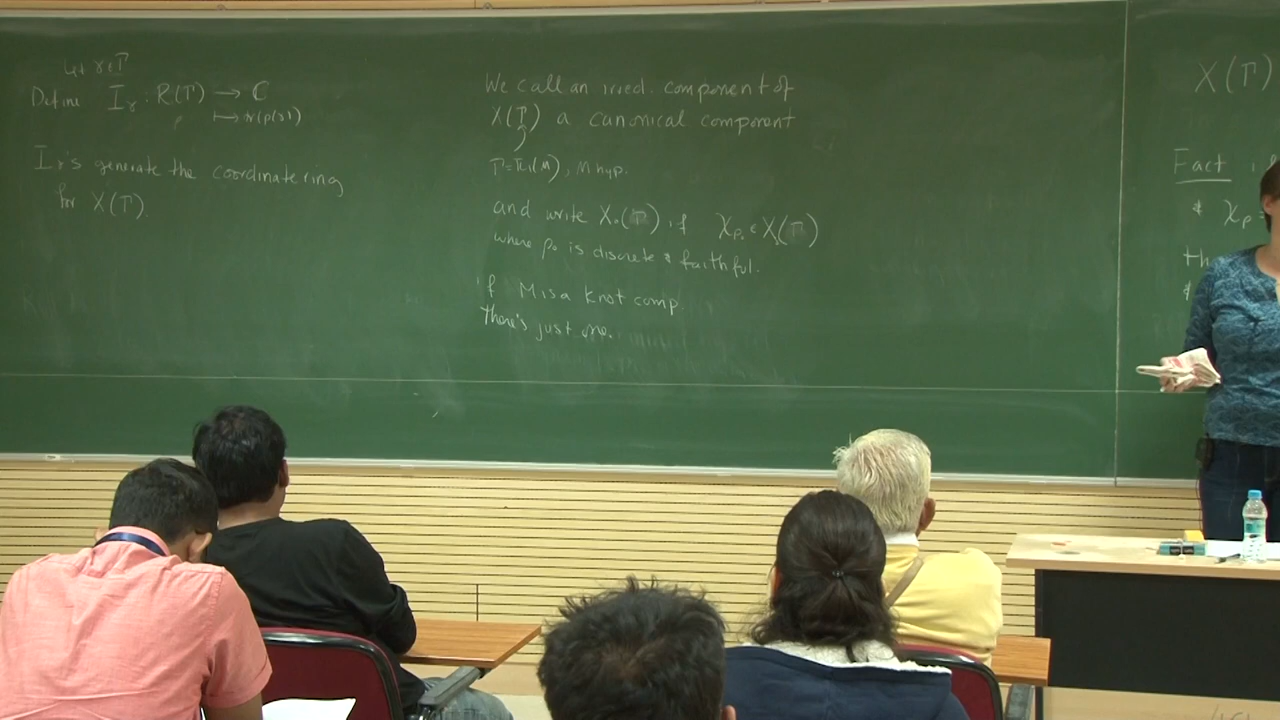 Let γ∈Γ
Define I_γ : R(Γ) → ℂ
ρ ↦ tr(ρ(γ))
I_γ's generate the coordinate ring
for X(Γ).
We call an irred. component of
X(Γ) a canonical component
Γ=π₁(M), M hyp.
and write X₀(Γ), if χ_ρ₀ ∈ X₀(Γ)
where ρ₀ is discrete & faithful.
if M is a knot comp
there's just one.
X(Γ)
Fact
& χ_ρ =
th
&